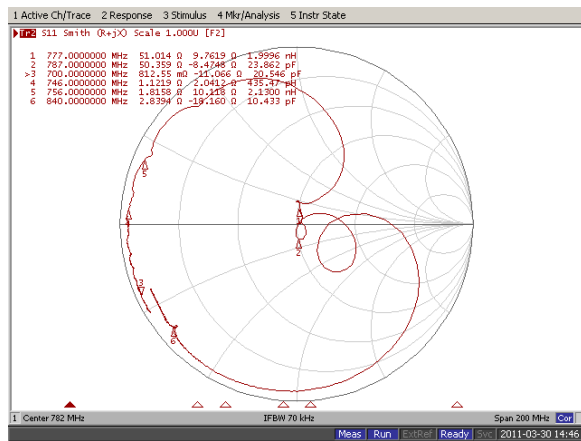 1 Active Ch/Trace 2 Response 3 Stimulus 4 Mkr/Analysis 5 Instr State
Tr2 S11 Smith (R+jX) Scale 1.000U [F2]
1 777.0000000 MHz 51.014 Ω 9.7619 Ω 1.9996 nH
2 787.0000000 MHz 50.359 Ω -8.4748 Ω 23.862 pF
>3 700.0000000 MHz 812.55 mΩ -11.066 Ω 20.546 pF
4 746.0000000 MHz 1.1219 Ω 2.0412 Ω 435.47 pH
5 756.0000000 MHz 1.8158 Ω 10.118 Ω 2.1300 nH
6 840.0000000 MHz 2.8394 Ω -18.160 Ω 10.433 pF
5
1
2
3
6
1 Center 782 MHz IFBW 70 kHz Span 200 MHz Cor
Meas Run ExtRef Ready Svc 2011-03-30 14:46